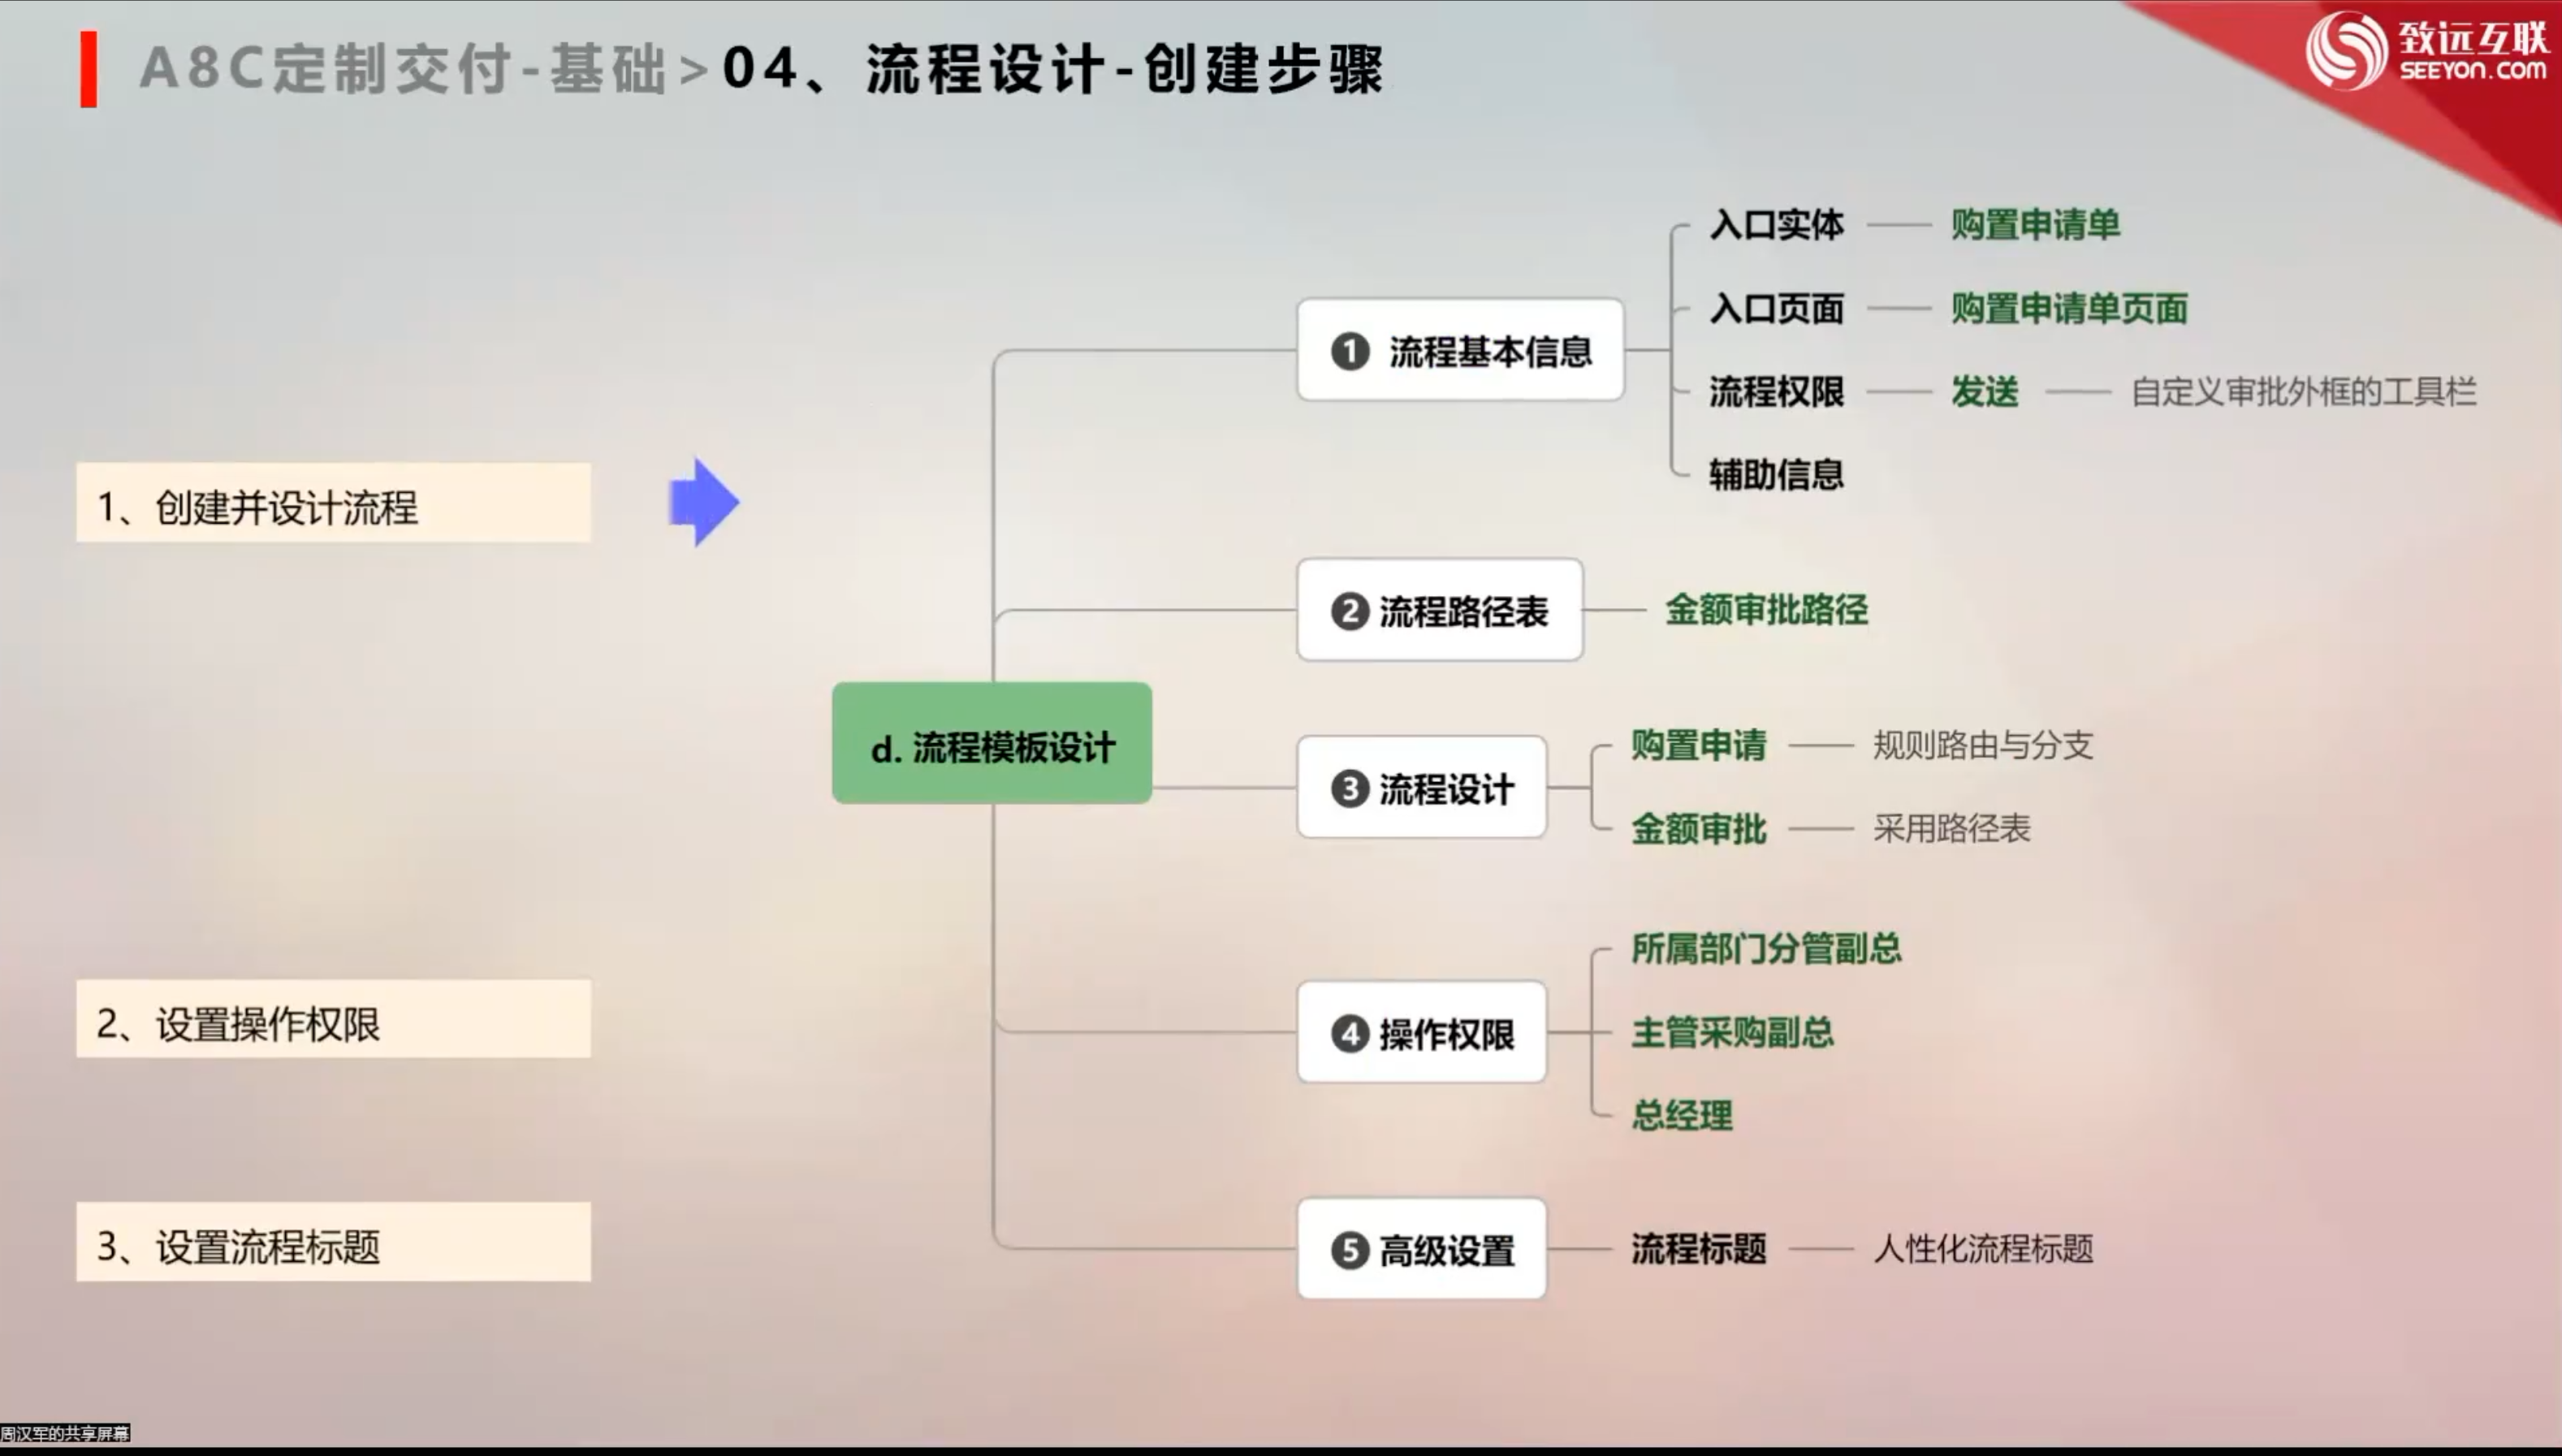 A8C定制交付-基础>04、流程设计-创建步骤
致远互联
SEEYON.COM
1、创建并设计流程
2、设置操作权限
3、设置流程标题
d. 流程模板设计
❶ 流程基本信息
入口实体 购置申请单
入口页面 购置申请单页面
流程权限 发送 自定义审批外框的工具栏
辅助信息
❷ 流程路径表 金额审批路径
❸ 流程设计
购置申请 规则路由与分支
金额审批 采用路径表
❹ 操作权限
所属部门分管副总
主管采购副总
总经理
❺ 高级设置 流程标题 人性化流程标题
周汉军的共享屏幕